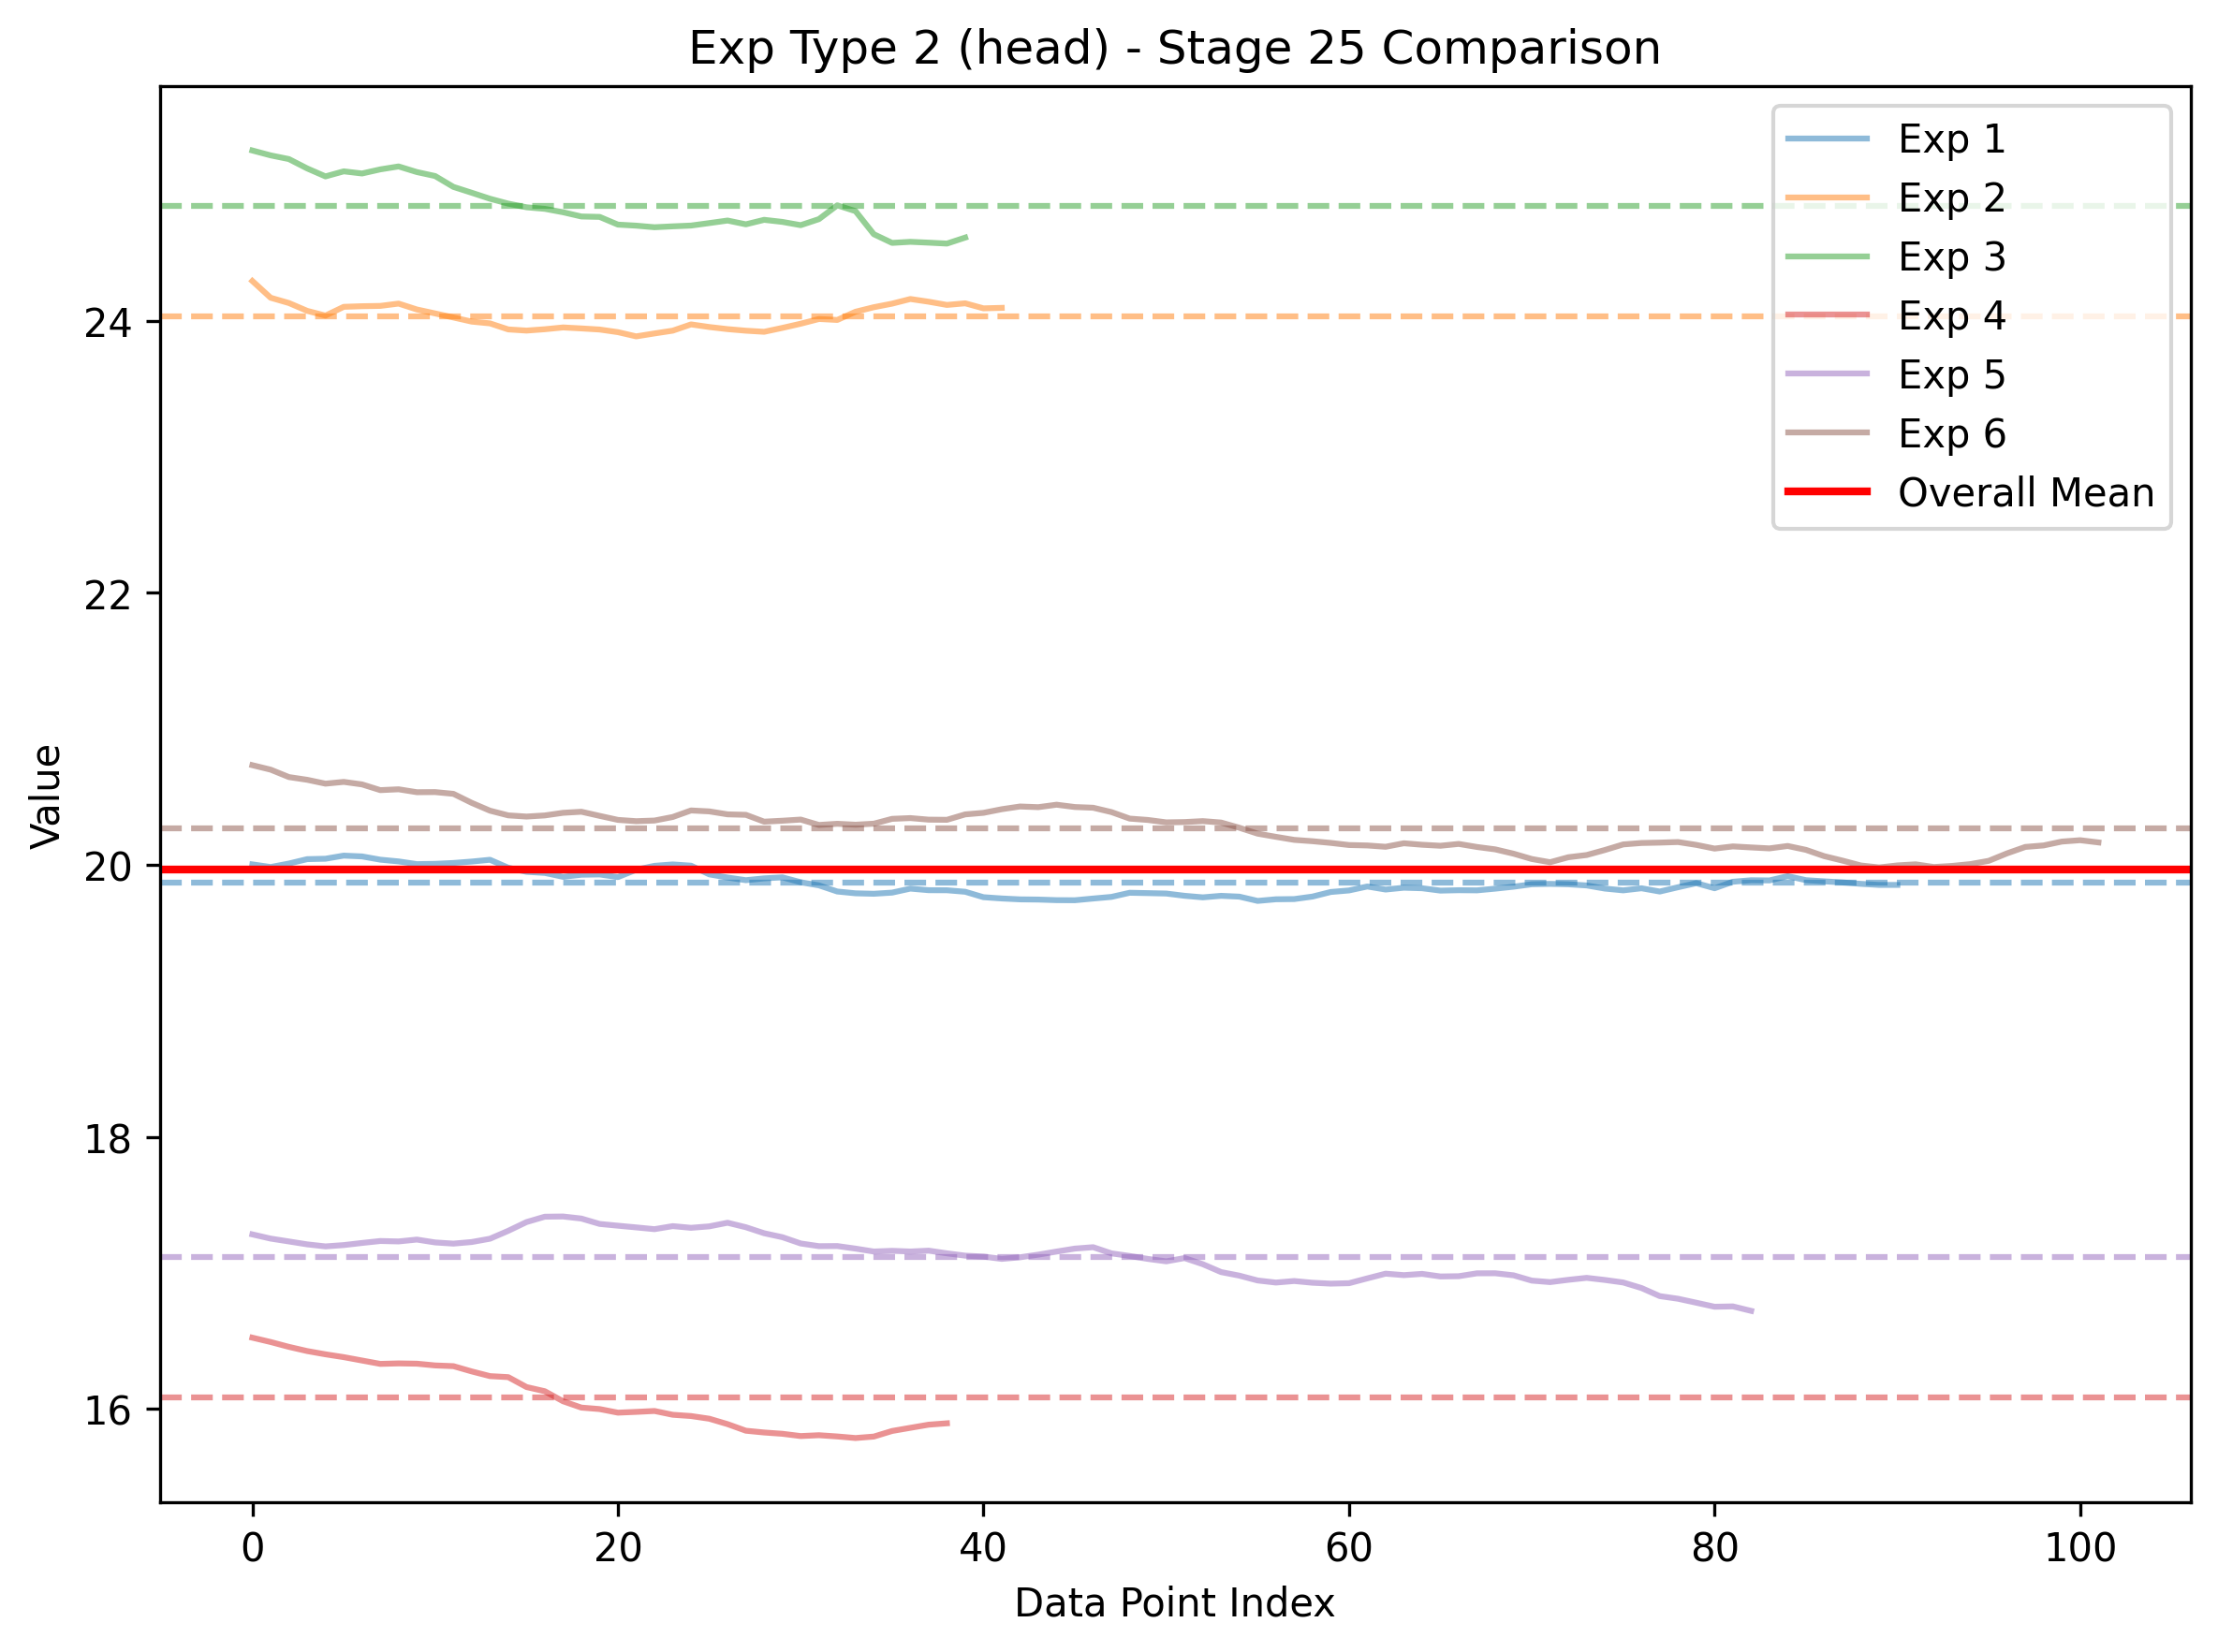 Exp Type 2 (head) - Stage 25 Comparison
Exp 1
Exp 2
Exp 3
Exp 4
Exp 5
Exp 6
Overall Mean
Value
24
22
20
18
16
0 20 40 60 80 100
Data Point Index